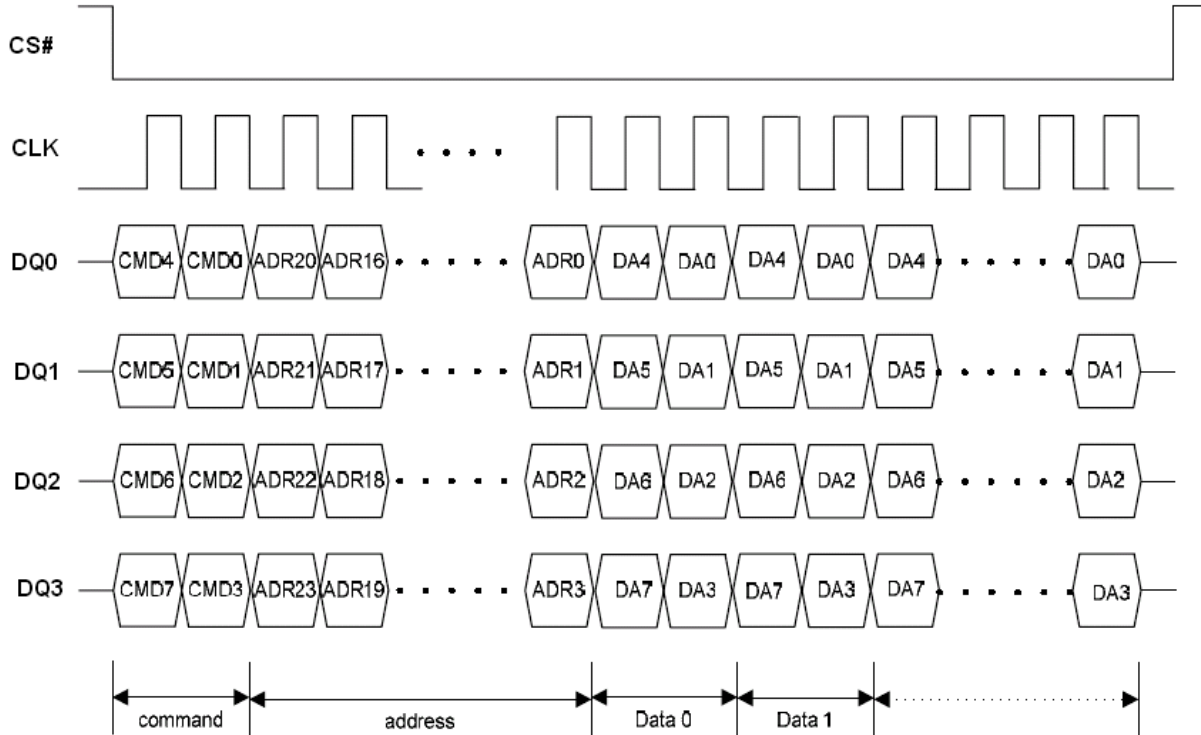 CS#
CLK
DQ0 CMD4 CMD0 ADR20 ADR16 ADR0 DA4 DA0 DA4 DA0 DA4 DA0
DQ1 CMD5 CMD1 ADR21 ADR17 ADR1 DA5 DA1 DA5 DA1 DA5 DA1
DQ2 CMD6 CMD2 ADR22 ADR18 ADR2 DA6 DA2 DA6 DA2 DA6 DA2
DQ3 CMD7 CMD3 ADR23 ADR19 ADR3 DA7 DA3 DA7 DA3 DA7 DA3
command address Data 0 Data 1